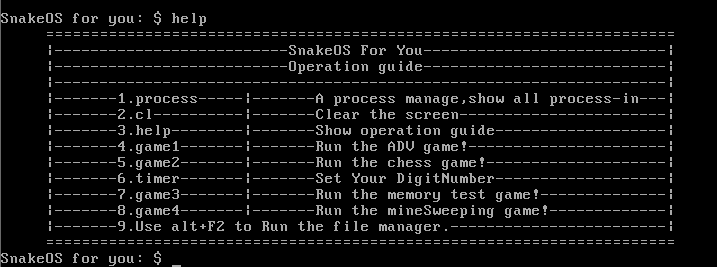 SnakeOS for you: $ help
======================================================================
|--------------------------SnakeOS For You---------------------------|
|--------------------------Operation guide---------------------------|
|--------------------------------------------------------------------|
|-------1.process-----|-------A process manage,show all process-in---|
|-------2.cl----------|-------Clear the screen-----------------------|
|-------3.help--------|-------Show operation guide-------------------|
|-------4.game1-------|-------Run the ADV game!----------------------|
|-------5.game2-------|-------Run the chess game!--------------------|
|-------6.timer-------|-------Set Your DigitNumber-------------------|
|-------7.game3-------|-------Run the memory test game!--------------|
|-------8.game4-------|-------Run the mineSweeping game!-------------|
|-------9.Use alt+F2 to Run the file manager.------------------------|
======================================================================
SnakeOS for you: $ _